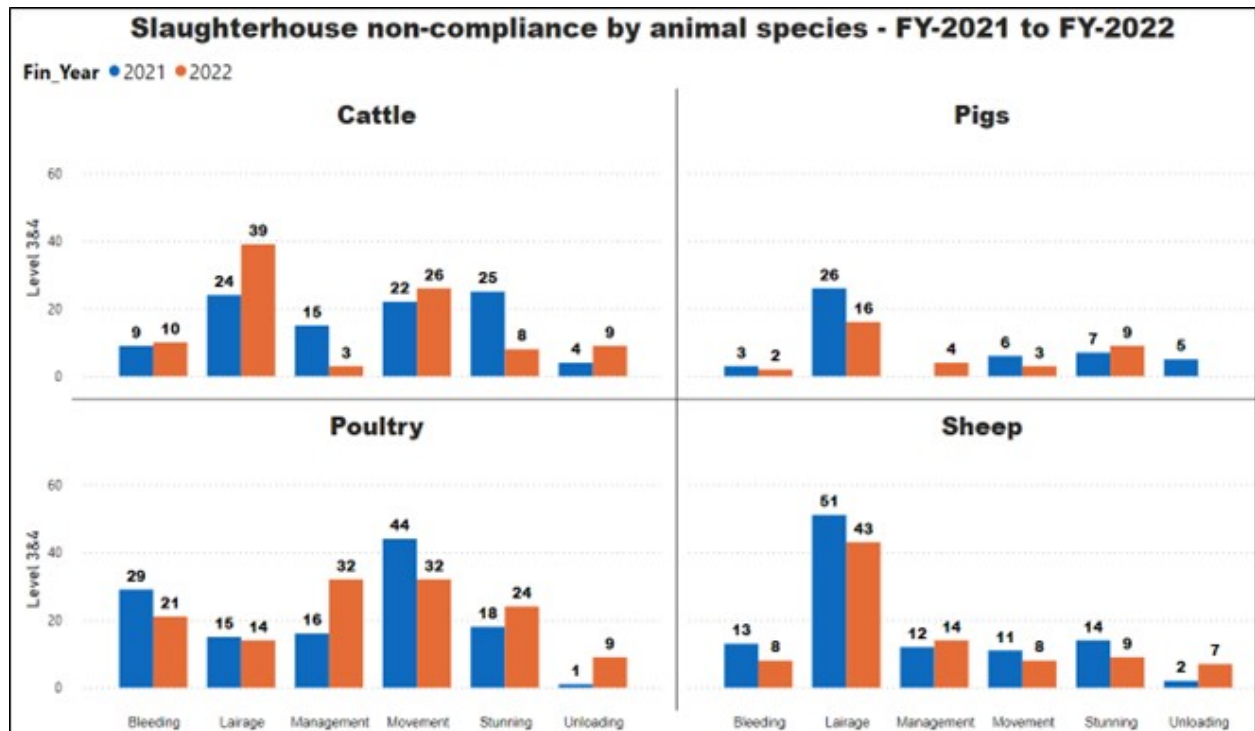 Slaughterhouse non-compliance by animal species - FY-2021 to FY-2022
Fin_Year 2021 2022
Cattle
60
40
20
0
Level 3&4
9 10 24 39 15 3 22 26 25 8 4 9
Pigs
3 2 26 16 4 6 3 7 9 5
Poultry
60
40
20
0
Level 3&4
29 21 15 14 16 32 44 32 18 24 1 9
Bleeding Lairage Management Movement Stunning Unloading
Sheep
13 8 51 43 12 14 11 8 14 9 2 7
Bleeding Lairage Management Movement Stunning Unloading